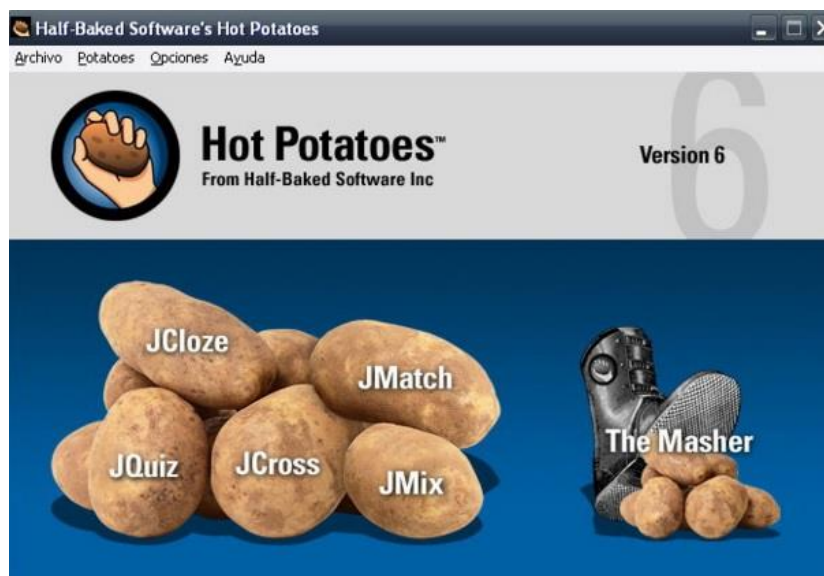 Half-Baked Software's Hot Potatoes
Archivo Potatoes Opciones Ayuda
Hot Potatoes™
From Half-Baked Software Inc
6
Version 6
JCloze
JMatch
JQuiz
JCross
JMix
The Masher